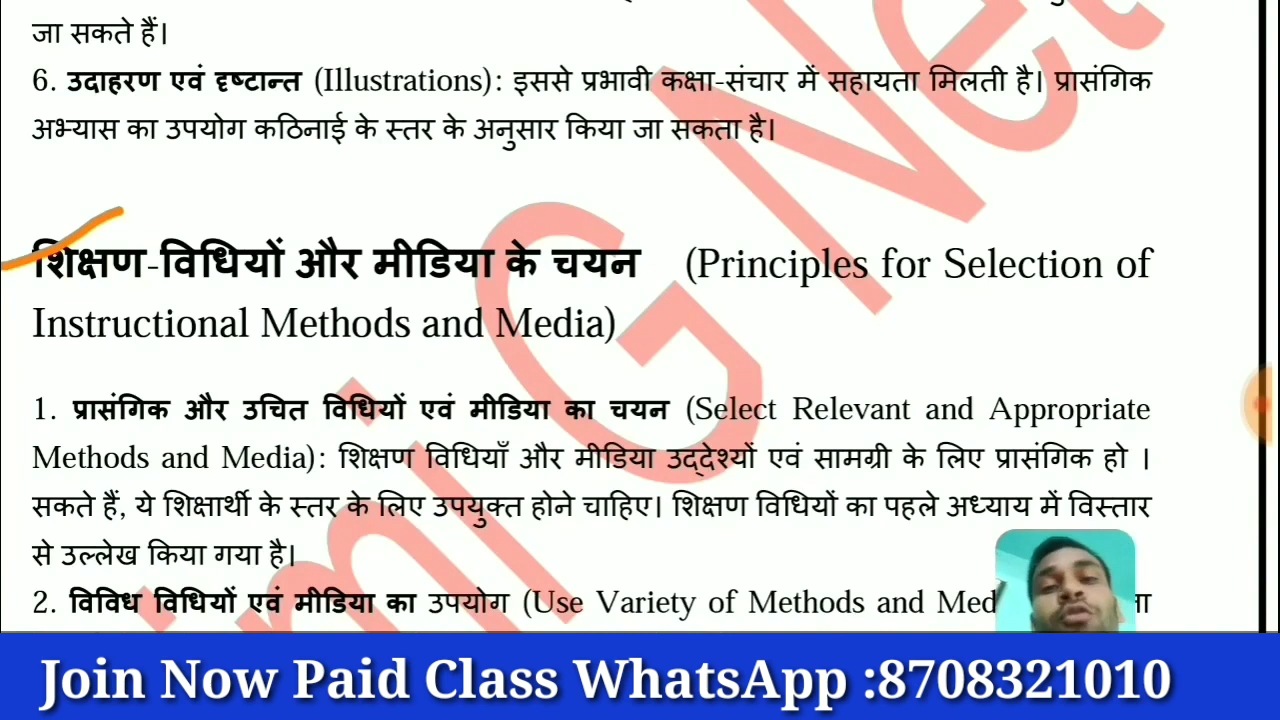 जा सकते हैं।
6. उदाहरण एवं दृष्टान्त (Illustrations): इससे प्रभावी कक्षा-संचार में सहायता मिलती है। प्रासंगिक
अभ्यास का उपयोग कठिनाई के स्तर के अनुसार किया जा सकता है।
शिक्षण-विधियों और मीडिया के चयन (Principles for Selection of
Instructional Methods and Media)
1. प्रासंगिक और उचित विधियों एवं मीडिया का चयन (Select Relevant and Appropriate
Methods and Media): शिक्षण विधियाँ और मीडिया उद्देश्यों एवं सामग्री के लिए प्रासंगिक हो ।
सकते हैं, ये शिक्षार्थी के स्तर के लिए उपयुक्त होने चाहिए। शिक्षण विधियों का पहले अध्याय में विस्तार
से उल्लेख किया गया है।
2. विविध विधियों एवं मीडिया का उपयोग (Use Variety of Methods and
Join Now Paid Class WhatsApp :8708321010